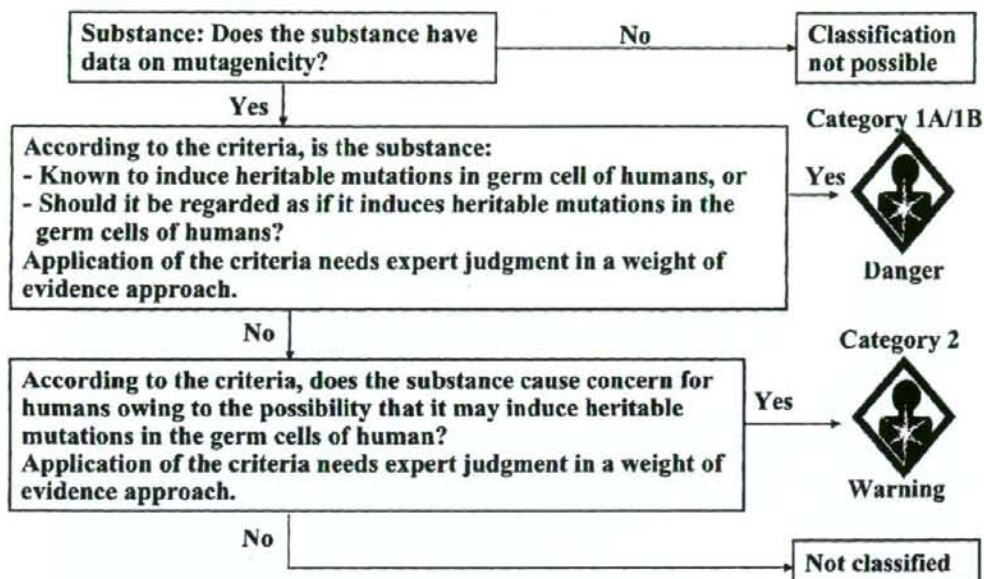 Substance: Does the substance have
data on mutagenicity?
No
Classification
not possible
Yes
According to the criteria, is the substance:
- Known to induce heritable mutations in germ cell of humans, or
- Should it be regarded as if it induces heritable mutations in the
germ cells of humans?
Application of the criteria needs expert judgment in a weight of
evidence approach.
Yes
Category 1A/1B
Danger
No
According to the criteria, does the substance cause concern for
humans owing to the possibility that it may induce heritable
mutations in the germ cells of human?
Application of the criteria needs expert judgment in a weight of
evidence approach.
Yes
Category 2
Warning
No
Not classified